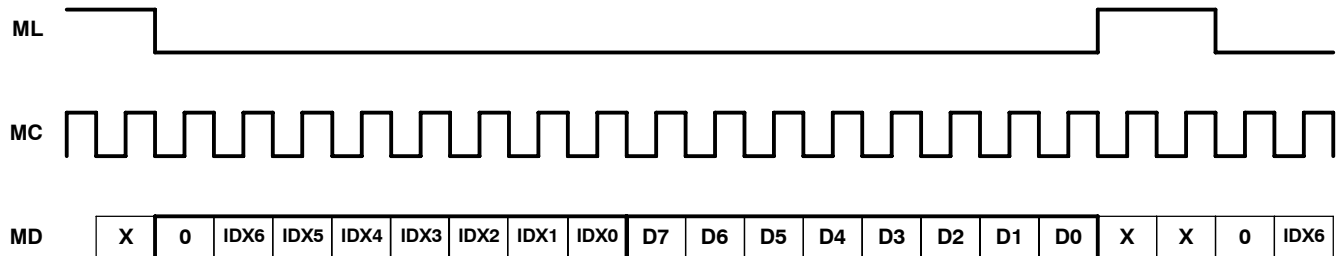 ML
MC
MD X 0 IDX6 IDX5 IDX4 IDX3 IDX2 IDX1 IDX0 D7 D6 D5 D4 D3 D2 D1 D0 X X 0 IDX6